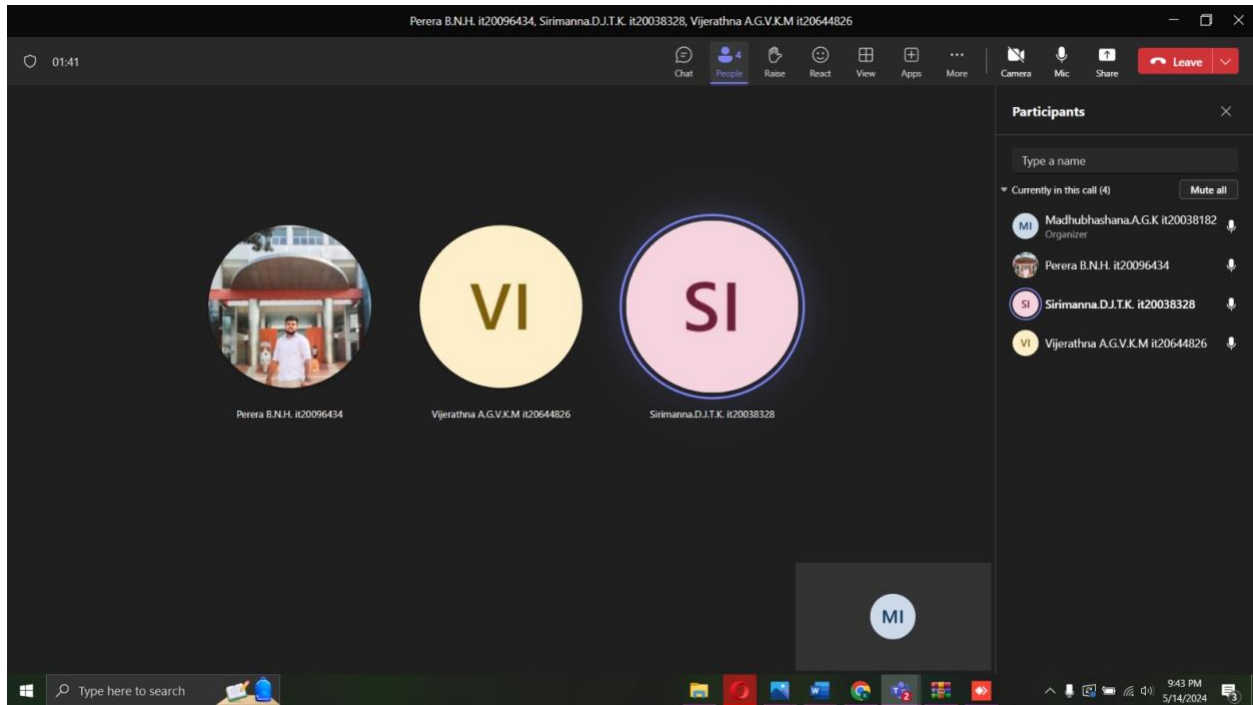 Perera B.N.H. it20096434, Sirimanna.D.J.T.K. it20038328, Vijerathna A.G.V.K.M it20644826
01:41
4
Chat People Raise React View Apps More Camera Mic Share Leave
Participants
Type a name
Currently in this call (4) Mute all
MI Madhubhashana.A.G.K it20038182
Organizer
Perera B.N.H. it20096434
SI Sirimanna.D.J.T.K. it20038328
VI Vijerathna A.G.V.K.M it20644826
VI SI
Perera B.N.H. it20096434 Vijerathna A.G.V.K.M it20644826 Sirimanna.D.J.T.K. it20038328
MI
Type here to search
9:43 PM
5/14/2024